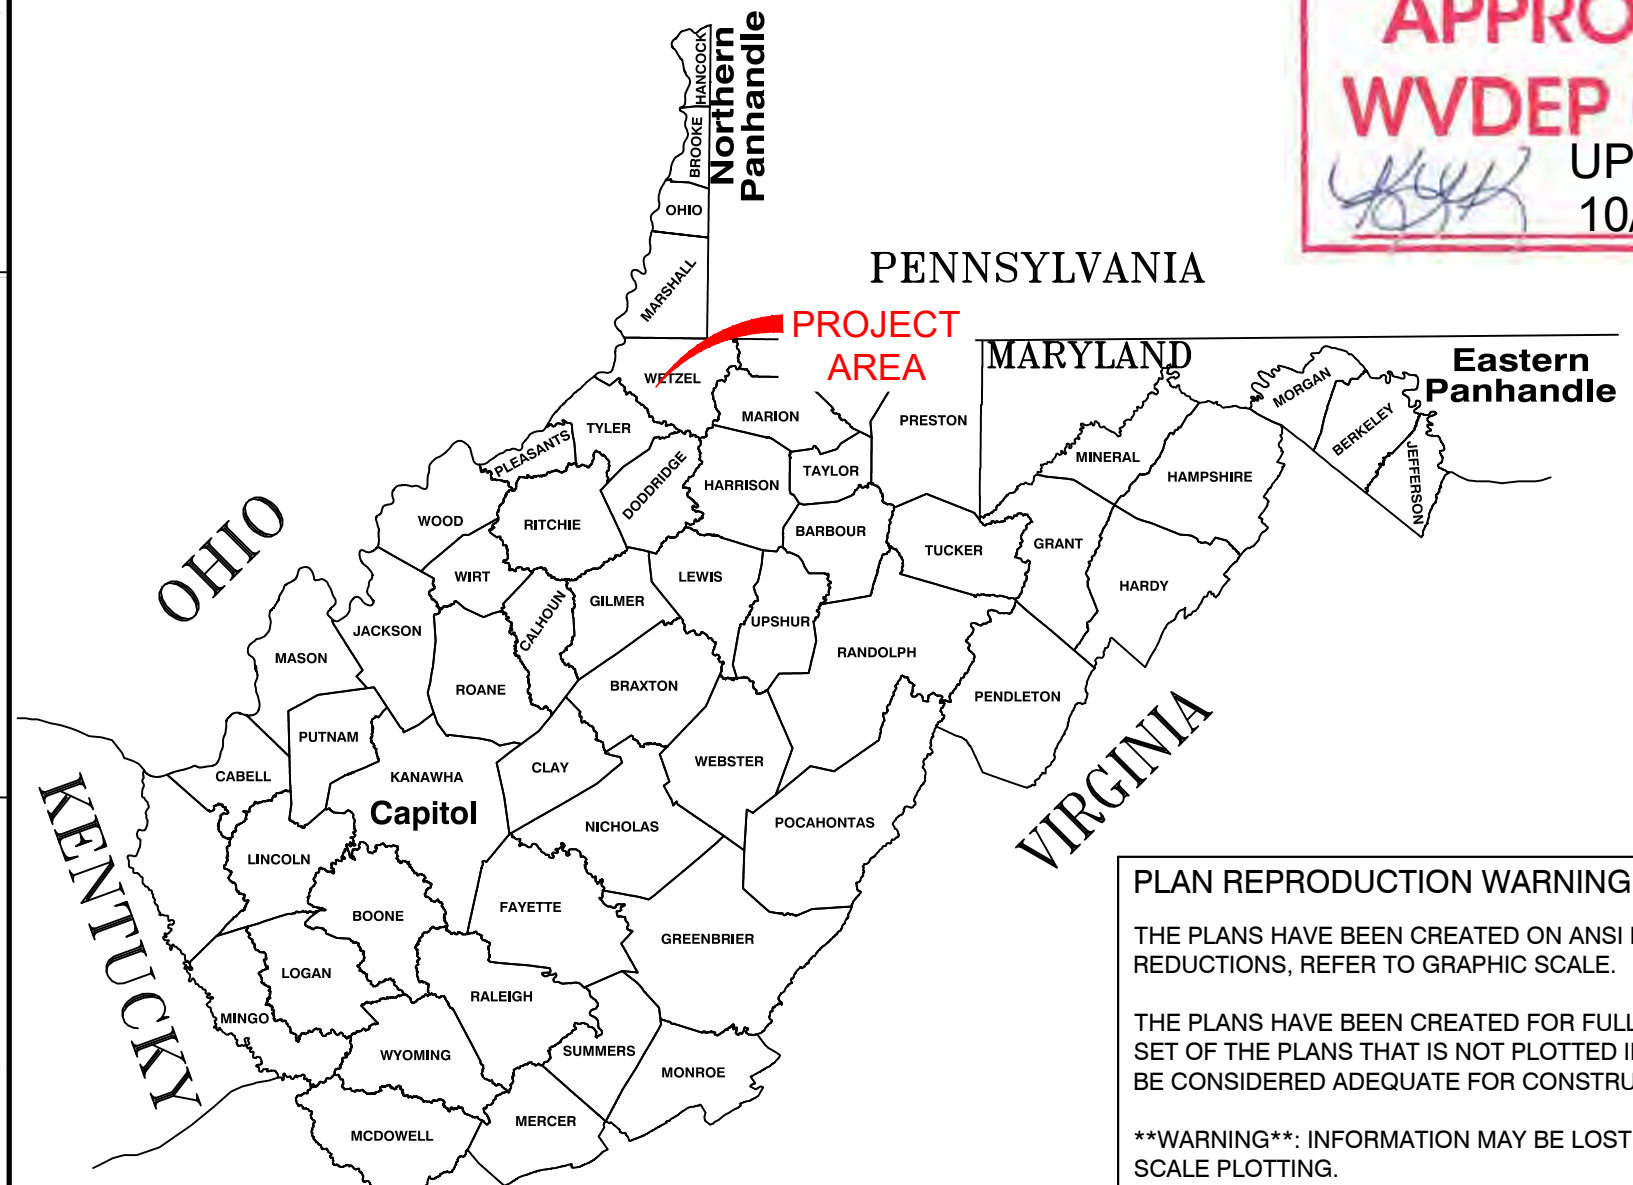 HANCOCK
BROOKE
Northern
Panhandle
OHIO
MARSHALL
WVDEP
UP
10/
PENNSYLVANIA
PROJECT
AREA
MARYLAND
Eastern
Panhandle
WETZEL
MORGAN
BERKELEY
JEFFERSON
MARION
PRESTON
TYLER
PLEASANTS
DODDRIDGE
HARRISON
TAYLOR
MINERAL
HAMPSHIRE
OHIO
WOOD
RITCHIE
BARBOUR
TUCKER
GRANT
HARDY
WIRT
CALHOUN
GILMER
LEWIS
UPSHUR
JACKSON
MASON
ROANE
BRAXTON
RANDOLPH
PENDLETON
VIRGINIA
PUTNAM
CABELL
KANAWHA
Capitol
CLAY
WEBSTER
NICHOLAS
POCAHONTAS
KENTUCKY
LINCOLN
BOONE
FAYETTE
GREENBRIER
LOGAN
RALEIGH
MINGO
WYOMING
SUMMERS
MONROE
MCDOWELL
MERCER
PLAN REPRODUCTION WARNING
THE PLANS HAVE BEEN CREATED ON ANSI
REDUCTIONS, REFER TO GRAPHIC SCALE.
THE PLANS HAVE BEEN CREATED FOR FULL
SET OF THE PLANS THAT IS NOT PLOTTED
BE CONSIDERED ADEQUATE FOR
**WARNING**: INFORMATION MAY BE LOST
SCALE PLOTTING.